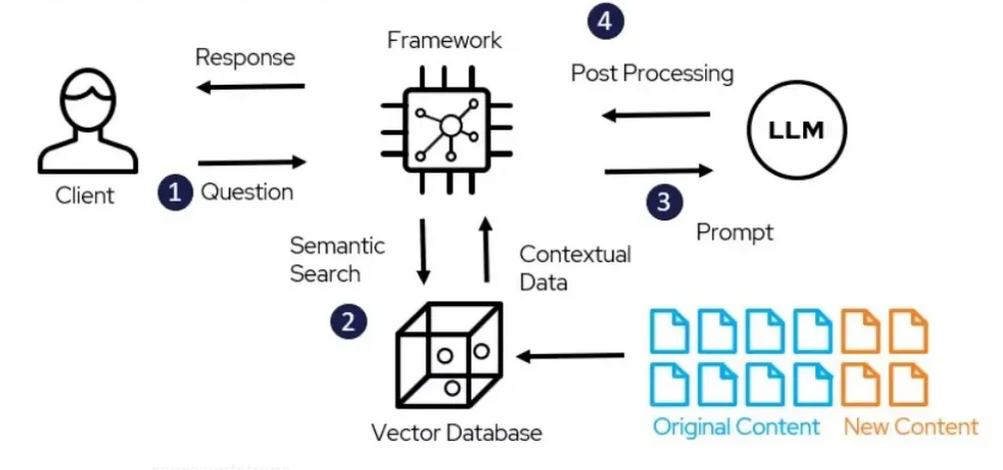 4
Framework
Response
Post Processing
LLM
Client
1 Question
3
Prompt
Semantic
Search
Contextual
Data
2
Vector Database
Original Content
New Content